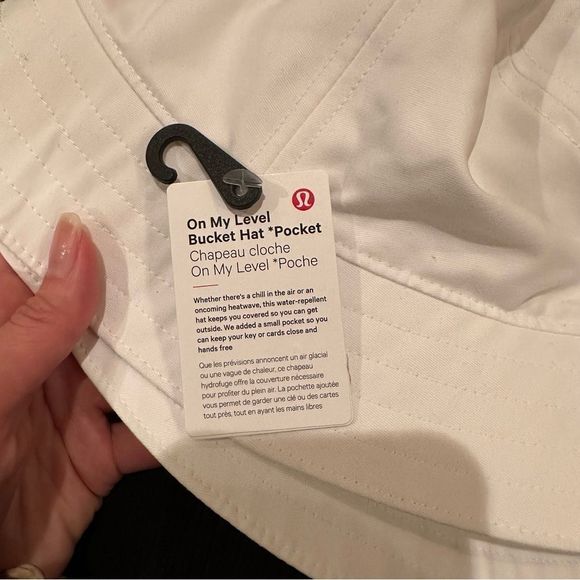 On My Level
Bucket Hat *Pocket
Chapeau cloche
On My Level *Poche
Whether there's a chill in the air or an
oncoming heatwave, this water-repellent
hat keeps you covered so you can get
outside. We added a small pocket so you
can keep your key or cards close and
hands free
Que les prévisions annoncent un air glacial
ou une vague de chaleur, ce chapeau
hydrofuge offre la couverture nécessaire
pour profiter du plein air. La pochette ajoutée
vous permet de garder une clé ou des cartes
tout près, tout en ayant les mains libres